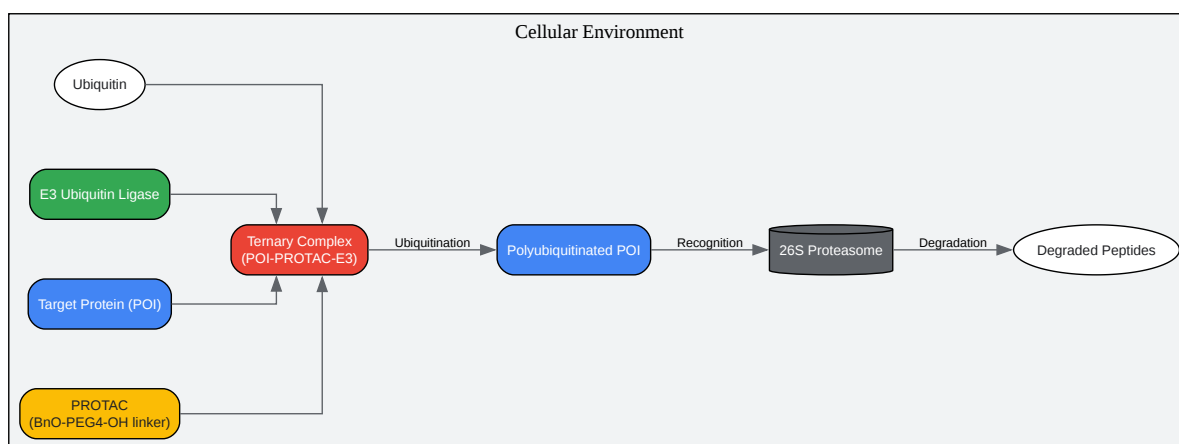 Cellular Environment
Ubiquitin
E3 Ubiquitin Ligase
Ternary Complex
(POI-PROTAC-E3)
Ubiquitination
Polyubiquitinated POI
Recognition
26S Proteasome
Degradation
Degraded Peptides
Target Protein (POI)
PROTAC
(BnO-PEG4-OH linker)